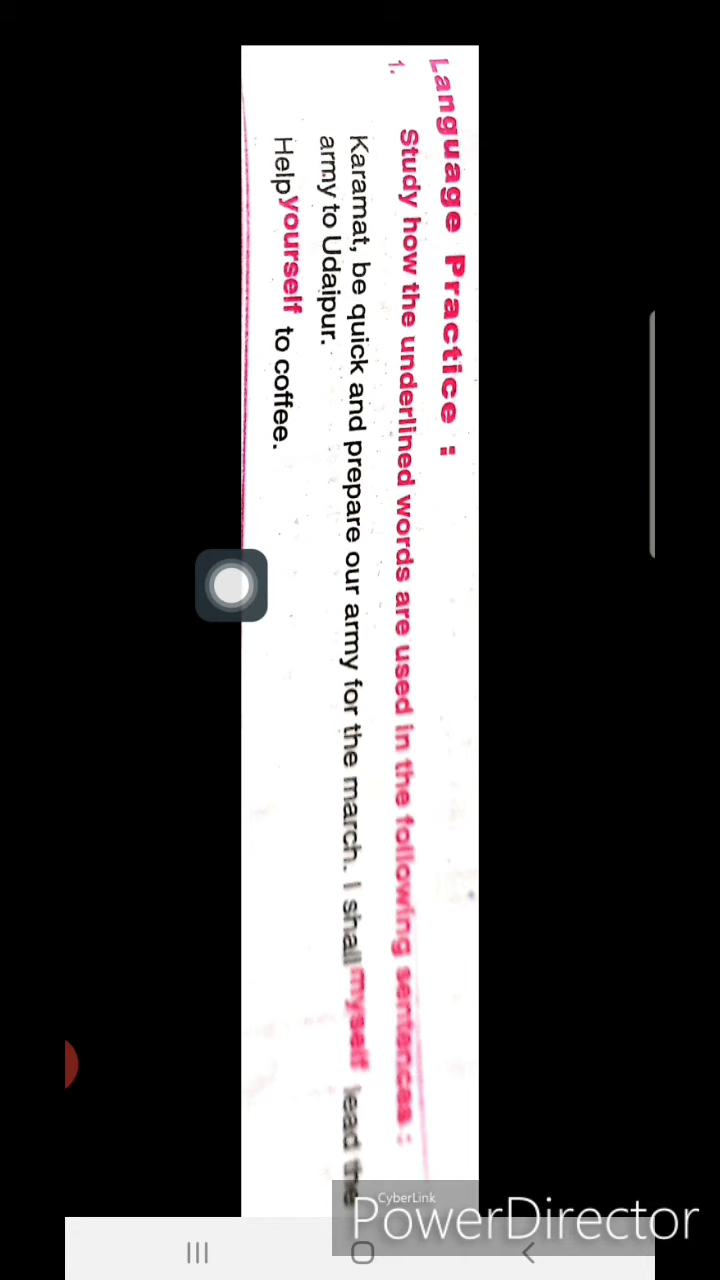 Language Practice :
1. Study how the underlined words are used in the following sentences :
Karamat, be quick and prepare our army for the march. I shall myself lead the
army to Udaipur.
Help yourself to coffee.
CyberLink
PowerDirector